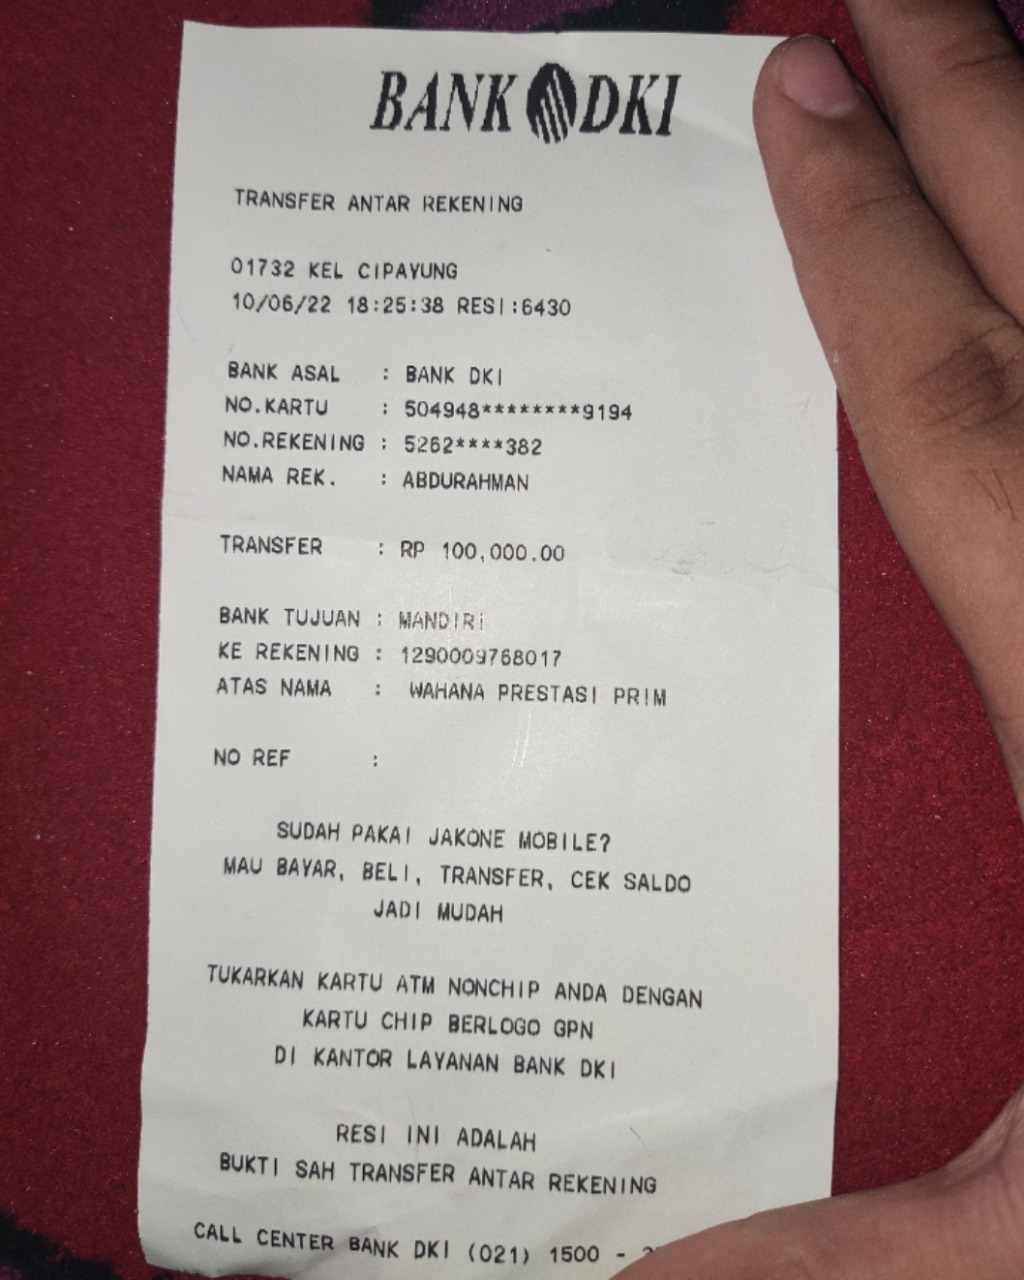 BANK DKI
TRANSFER ANTAR REKENING
01732 KEL CIPAYUNG
10/06/22 18:25:38 RESI:6430
BANK ASAL : BANK DKI
NO.KARTU : 504948********9194
NO.REKENING : 5262****382
NAMA REK. : ABDURAHMAN
TRANSFER : RP 100,000.00
BANK TUJUAN : MANDIRI
KE REKENING : 1290009768017
ATAS NAMA : WAHANA PRESTASI PRIM
NO REF :
SUDAH PAKAI JAKONE MOBILE?
MAU BAYAR, BELI, TRANSFER, CEK SALDO
JADI MUDAH
TUKARKAN KARTU ATM NONCHIP ANDA DENGAN
KARTU CHIP BERLOGO GPN
DI KANTOR LAYANAN BANK DKI
RESI INI ADALAH
BUKTI SAH TRANSFER ANTAR REKENING
CALL CENTER BANK DKI (021) 1500 -